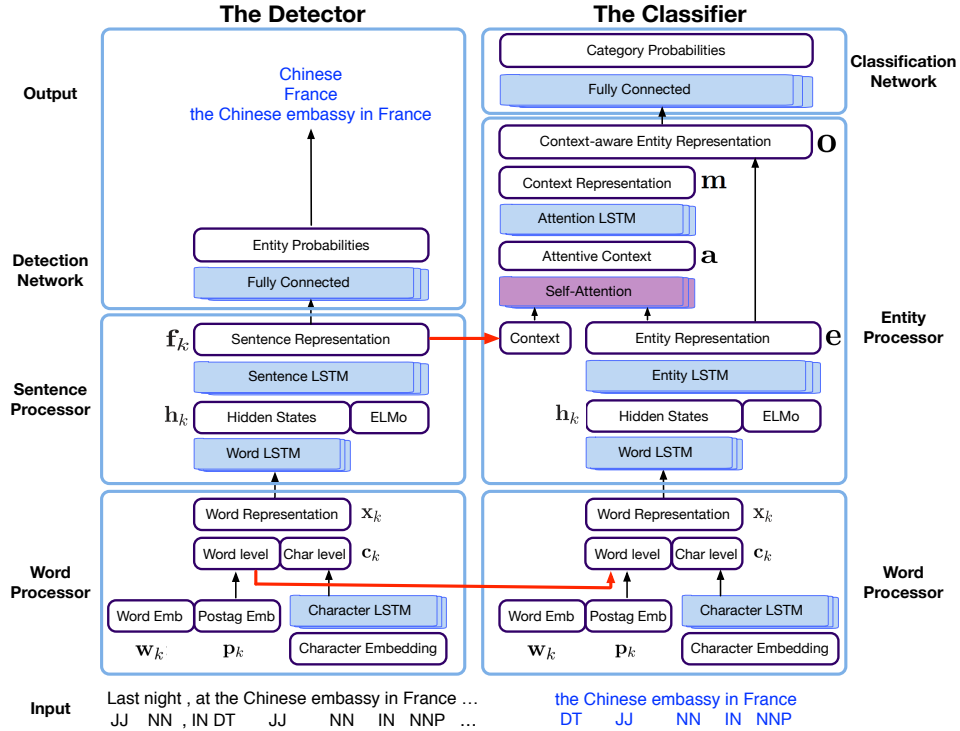 The Detector
The Classifier
Output
Chinese
France
the Chinese embassy in France
Category Probabilities
Fully Connected
Classification
Network
Detection
Network
Entity Probabilities
Fully Connected
Context-aware Entity Representation
O
Context Representation
m
Attention LSTM
Attentive Context
a
Self-Attention
Context
Entity Representation
e
Entity LSTM
Hidden States
ELMo
h_k
Word LSTM
Entity
Processor
Sentence
Processor
f_k
Sentence Representation
Sentence LSTM
h_k
Hidden States
ELMo
Word LSTM
Word
Processor
Word Representation
x_k
Word level
Char level
c_k
Word Emb
Postag Emb
Character LSTM
w_k
p_k
Character Embedding
Word Representation
x_k
Word level
Char level
c_k
Word Emb
Postag Emb
Character LSTM
w_k
p_k
Character Embedding
Word
Processor
Input
Last night , at the Chinese embassy in France ...
JJ NN , IN DT JJ NN IN NNP ...
the Chinese embassy in France
DT JJ NN IN NNP